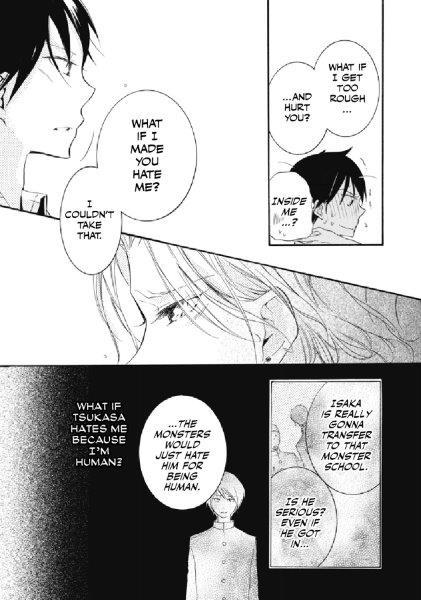 WHAT IF
I GET
TOO
ROUGH
...
...AND
HURT
YOU?
INSIDE
ME
...?
WHAT
IF I
MADE
YOU
HATE
ME?
I
COULDN'T
TAKE
THAT.
ISAKA
IS REALLY
GONNA
TRANSFER
TO THAT
MONSTER
SCHOOL.
IS HE
SERIOUS?
EVEN IF
HE GOT
IN...
...THE
MONSTERS
WOULD
JUST HATE
HIM FOR
BEING
HUMAN.
WHAT IF
TSUKASA
HATES ME
BECAUSE
I'M
HUMAN?